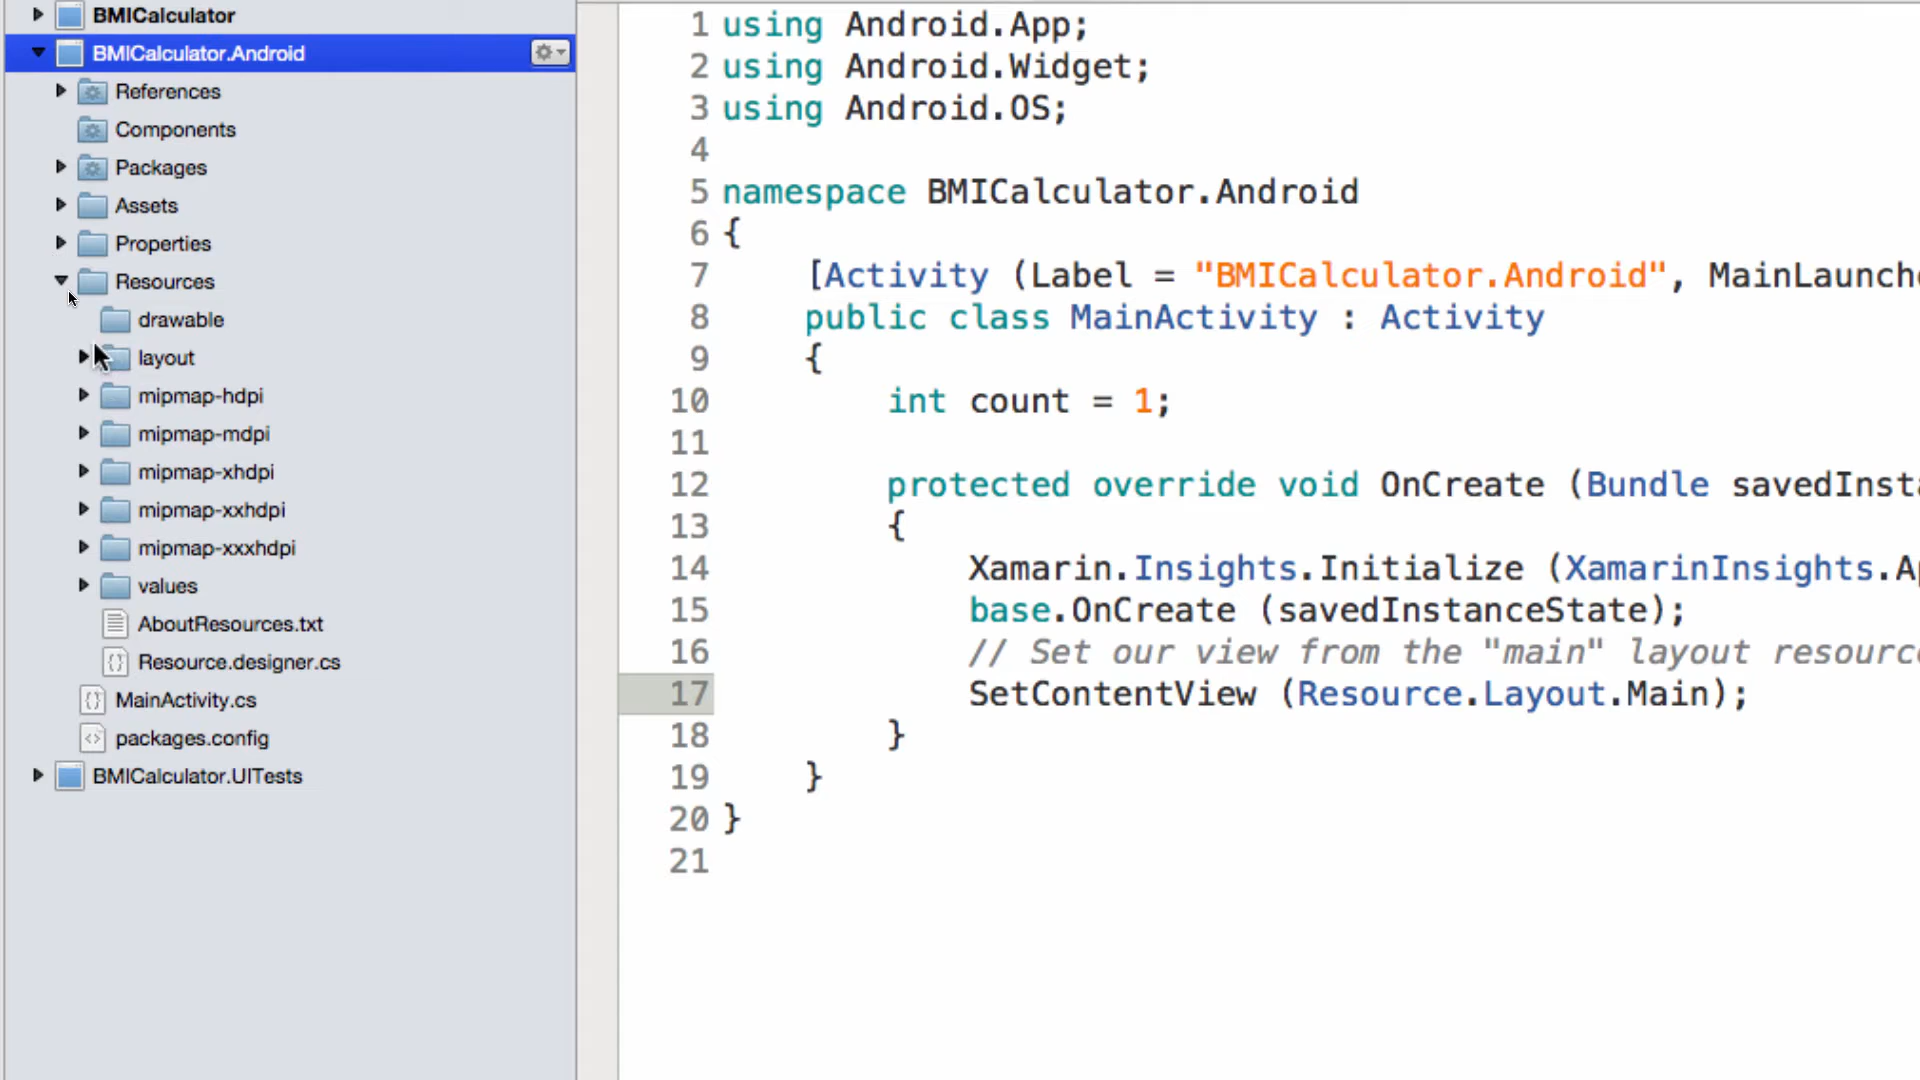 BMICalculator
BMICalculator.Android
References
Components
Packages
Assets
Properties
Resources
drawable
layout
mipmap-hdpi
mipmap-mdpi
mipmap-xhdpi
mipmap-xxhdpi
mipmap-xxxhdpi
values
AboutResources.txt
Resource.designer.cs
MainActivity.cs
packages.config
BMICalculator.UITests
1 using Android.App;
2 using Android.Widget;
3 using Android.OS;
4
5 namespace BMICalculator.Android
6 {
7 [Activity (Label = "BMICalculator.Android", MainLaunche
8 public class MainActivity : Activity
9 {
10 int count = 1;
11
12 protected override void OnCreate (Bundle savedInsta
13 {
14 Xamarin.Insights.Initialize (XamarinInsights.Ap
15 base.OnCreate (savedInstanceState);
16 // Set our view from the "main" layout resourc
17 SetContentView (Resource.Layout.Main);
18 }
19 }
20 }
21